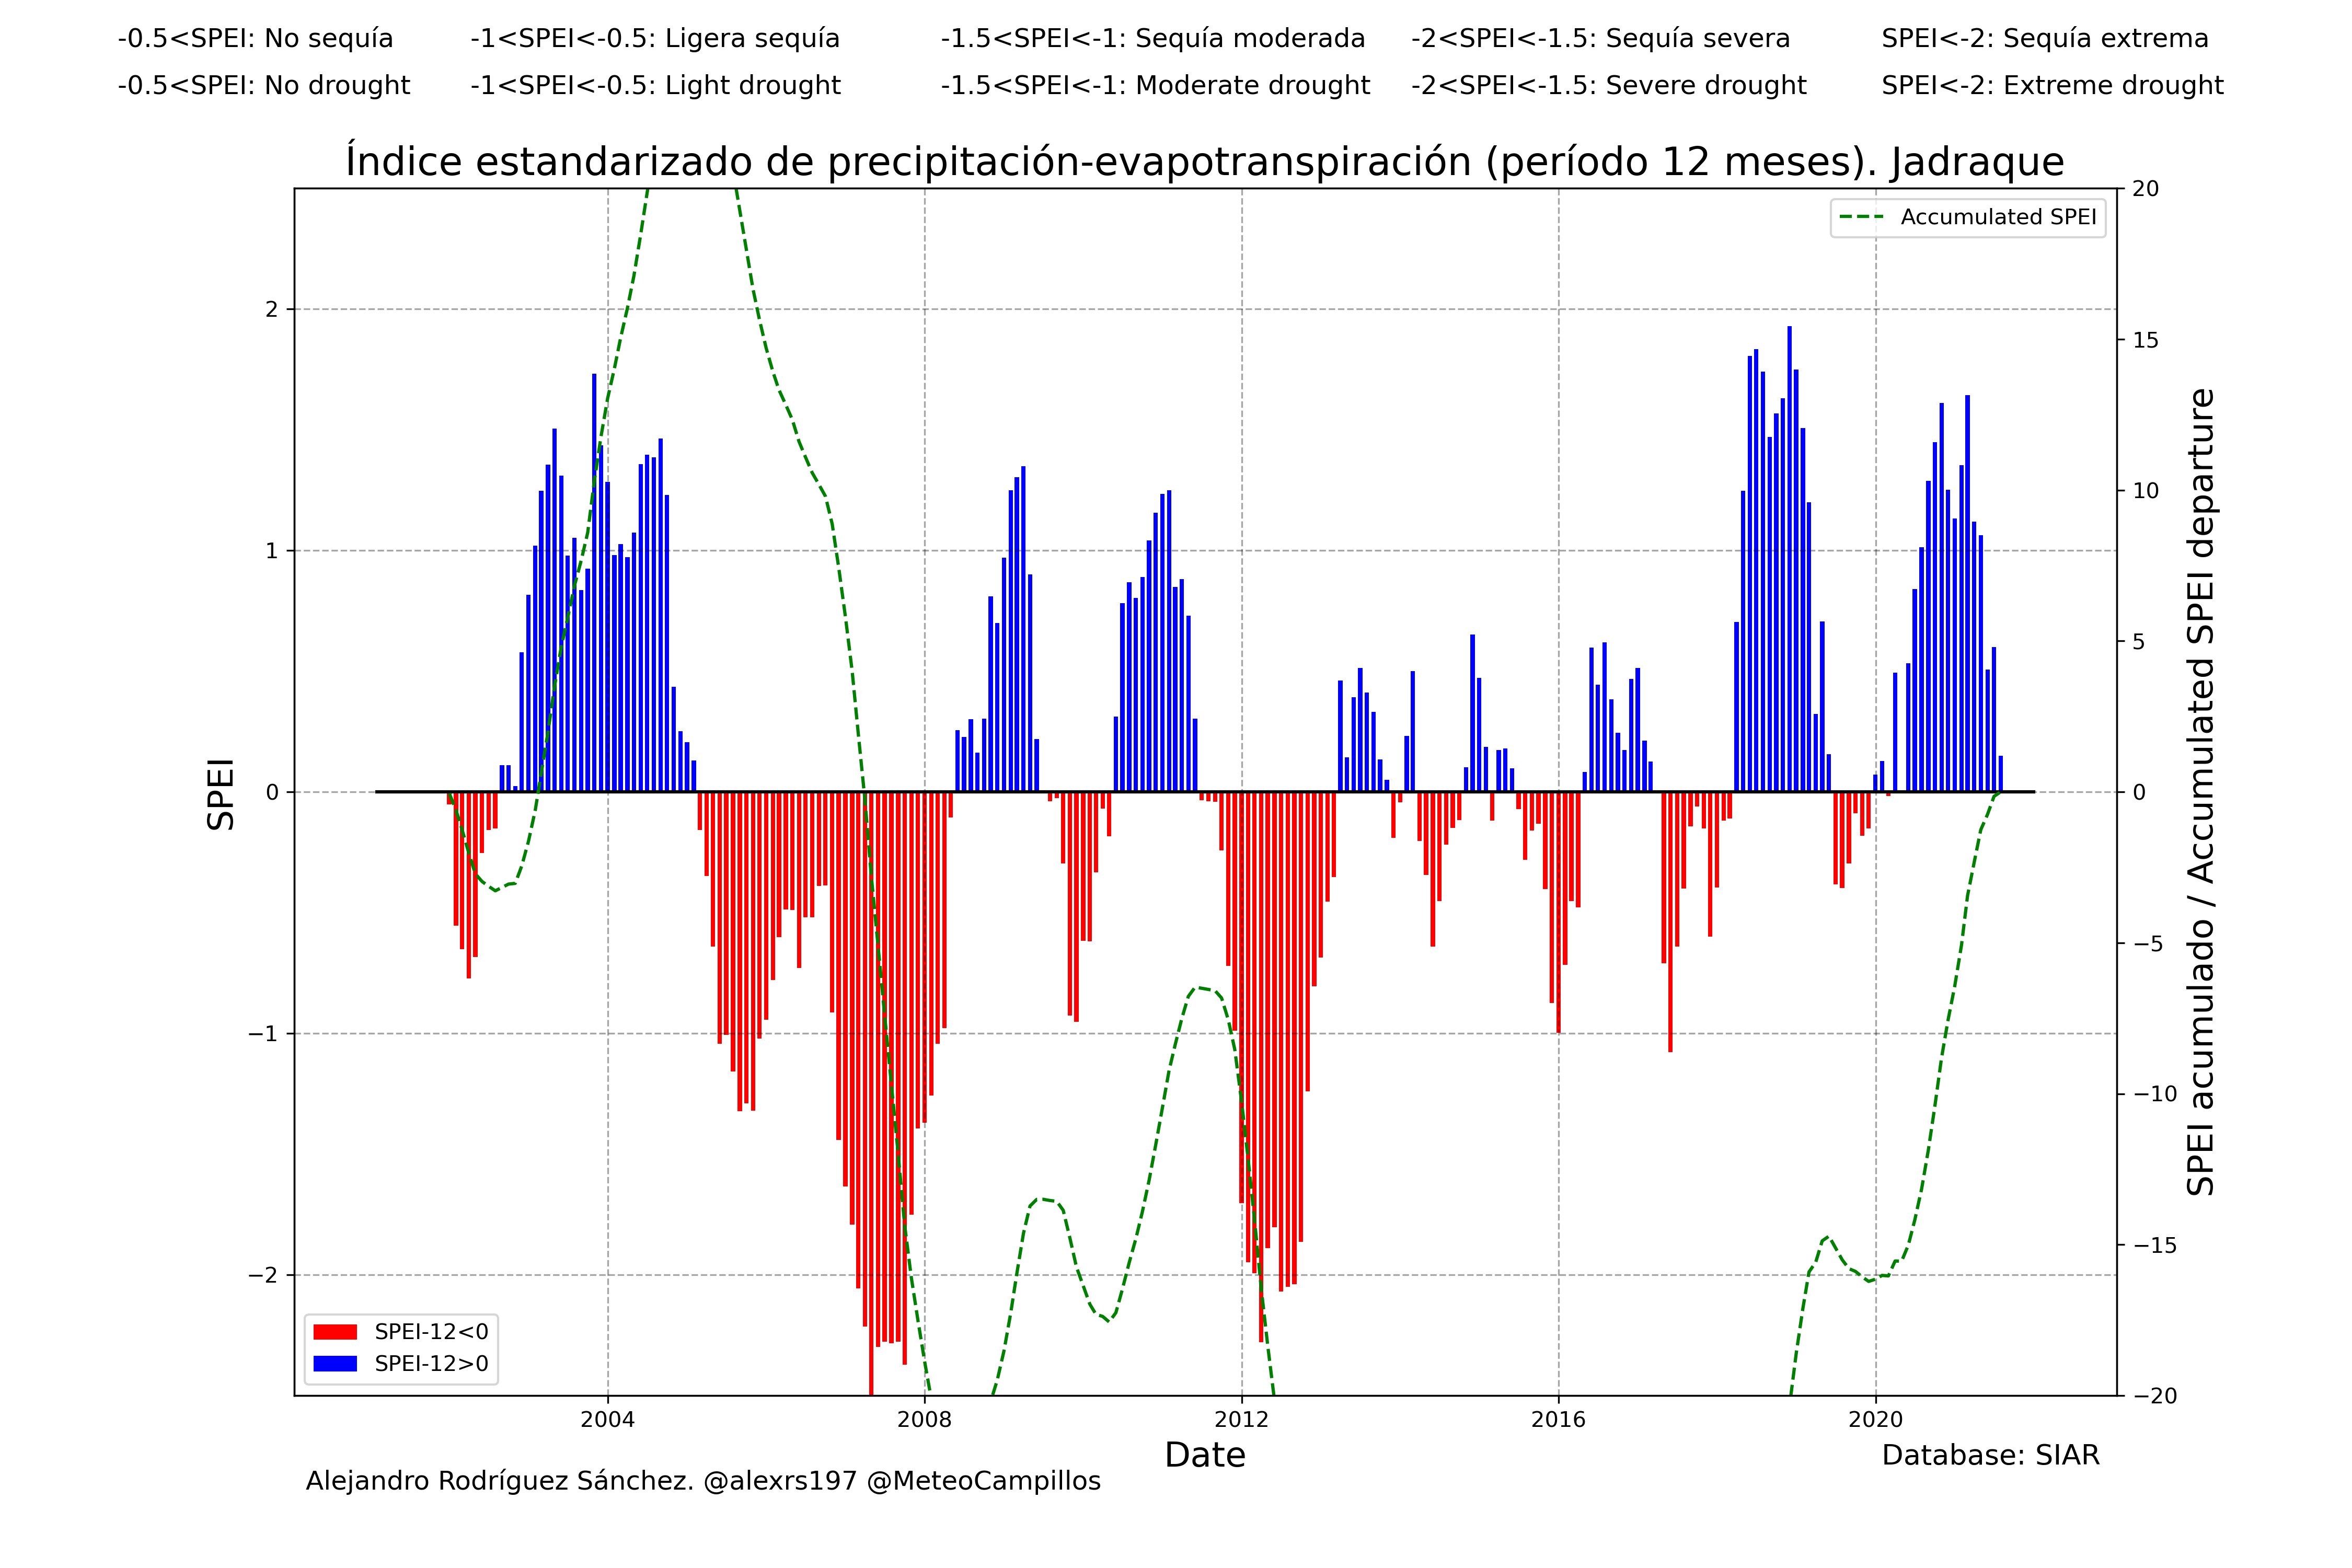 -0.5<SPEI: No sequía -1<SPEI<-0.5: Ligera sequía -1.5<SPEI<-1: Sequía moderada -2<SPEI<-1.5: Sequía severa SPEI<-2: Sequía extrema
-0.5<SPEI: No drought -1<SPEI<-0.5: Light drought -1.5<SPEI<-1: Moderate drought -2<SPEI<-1.5: Severe drought SPEI<-2: Extreme drought
Índice estandarizado de precipitación-evapotranspiración (período 12 meses). Jadraque
Accumulated SPEI
SPEI
2
1
0
−1
−2
20
15
10
5
0
−5
−10
−15
−20
SPEI acumulado / Accumulated SPEI departure
SPEI-12<0
SPEI-12>0
2004 2008 2012 2016 2020
Date
Database: SIAR
Alejandro Rodríguez Sánchez. @alexrs197 @MeteoCampillos